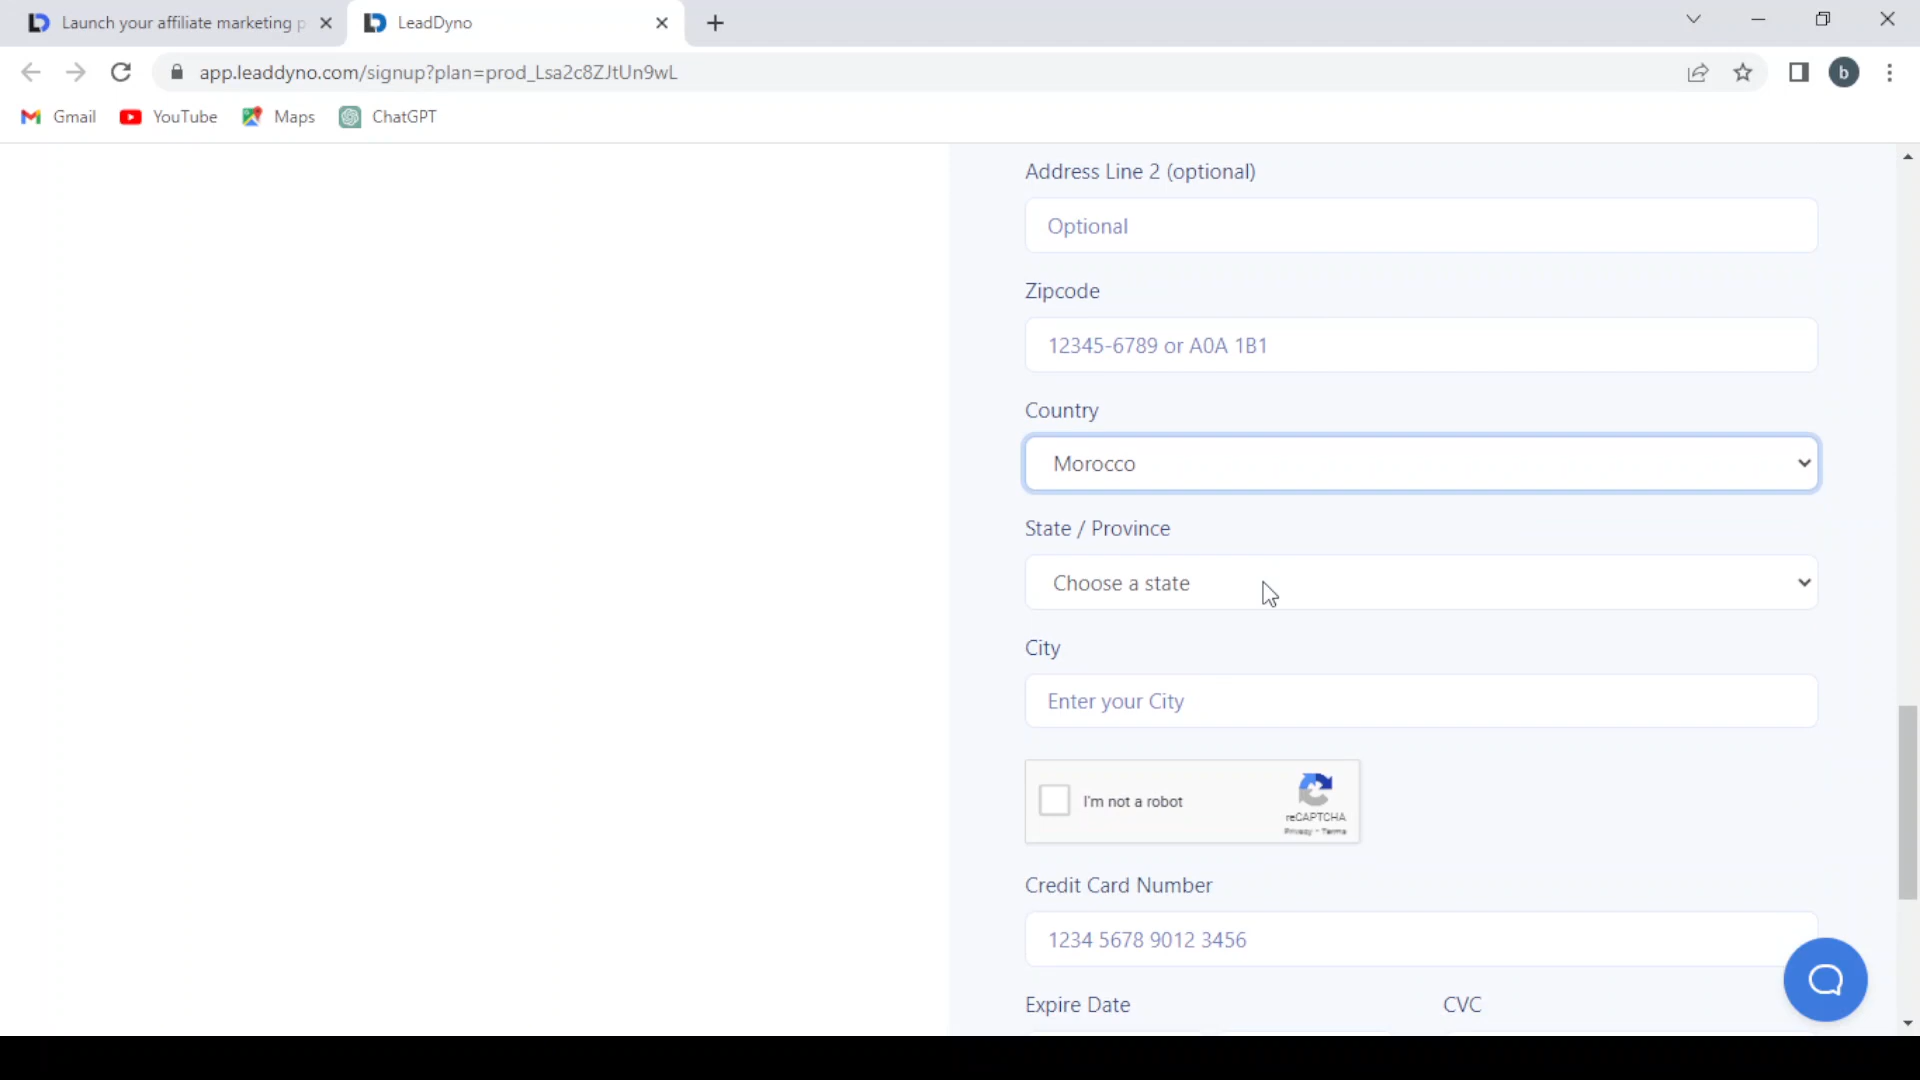 Launch your affiliate marketing p
LeadDyno
app.leaddyno.com/signup?plan=prod_Lsa2c8ZJtUn9wL
b
Gmail
YouTube
Maps
ChatGPT
Address Line 2 (optional)
Optional
Zipcode
12345-6789 or A0A 1B1
Country
Morocco
State / Province
Choose a state
City
Enter your City
I'm not a robot
reCAPTCHA
Privacy - Terms
Credit Card Number
1234 5678 9012 3456
Expire Date
CVC